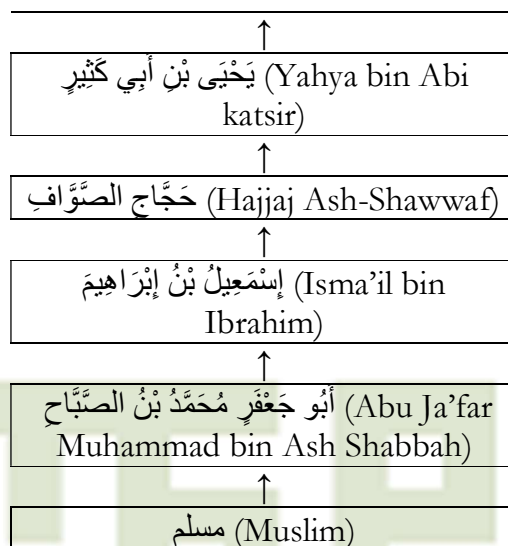 ↑
يَحْيَى بْنِ أَبِي كَثِيرٍ (Yahya bin Abi
katsir)
↑
حَجَّاجٍ الصَّوَّافِ (Hajjaj Ash-Shawwaf)
↑
إِسْمَعِيلُ بْنُ إِبْرَاهِيمَ (Isma’il bin
Ibrahim)
↑
أَبُو جَعْفَرٍ مُحَمَّدُ بْنُ الصَّبَّاحِ (Abu Ja’far
Muhammad bin Ash Shabbah)
↑
مسلم (Muslim)